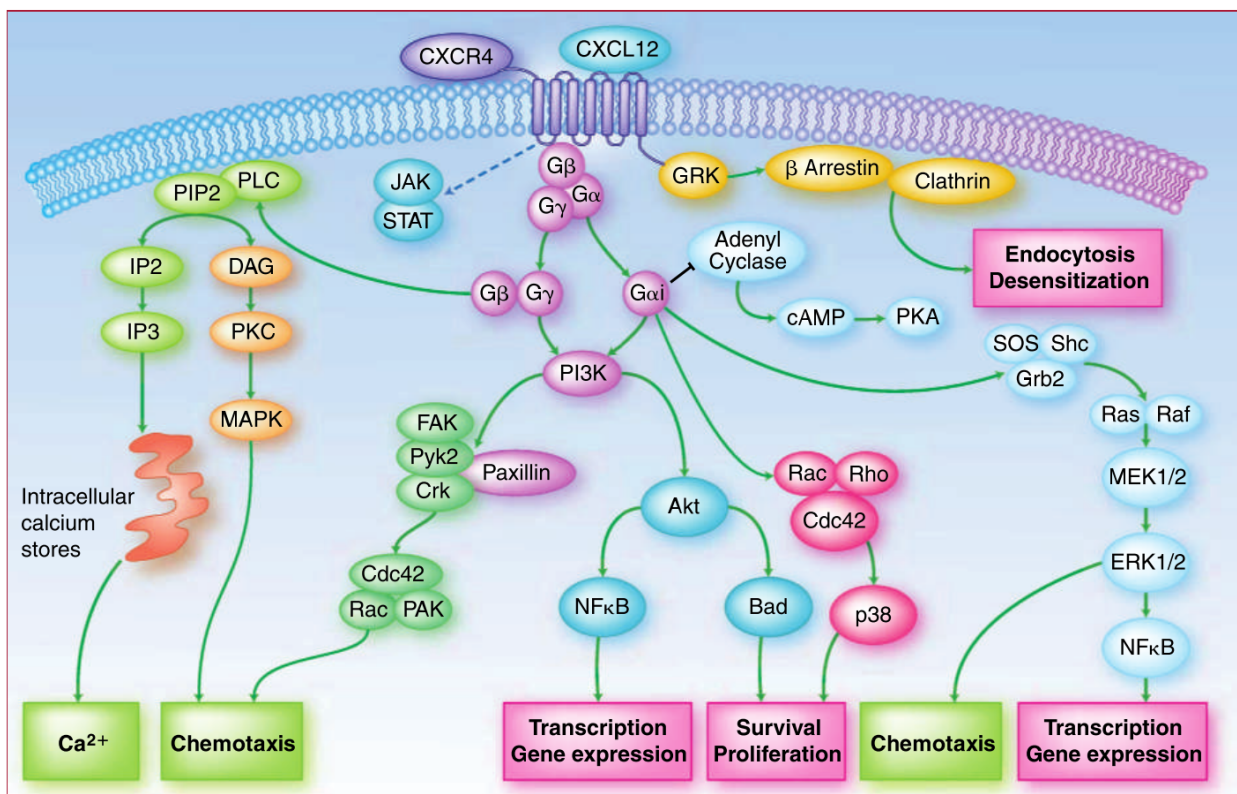 CXCR4
CXCL12
PIP2
PLC
JAK
STAT
Gβ
Gγ
Gα
GRK
β Arrestin
Clathrin
Endocytosis
Desensitization
IP2
DAG
Gβ
Gγ
Gαi
Adenyl
Cyclase
cAMP
PKA
IP3
PKC
PI3K
SOS
Shc
Grb2
MAPK
FAK
Pyk2
Crk
Paxillin
Ras
Raf
Intracellular
calcium
stores
Akt
Rac
Rho
Cdc42
MEK1/2
Cdc42
Rac
PAK
NFκB
Bad
p38
ERK1/2
NFκB
Ca²⁺
Chemotaxis
Transcription
Gene expression
Survival
Proliferation
Chemotaxis
Transcription
Gene expression